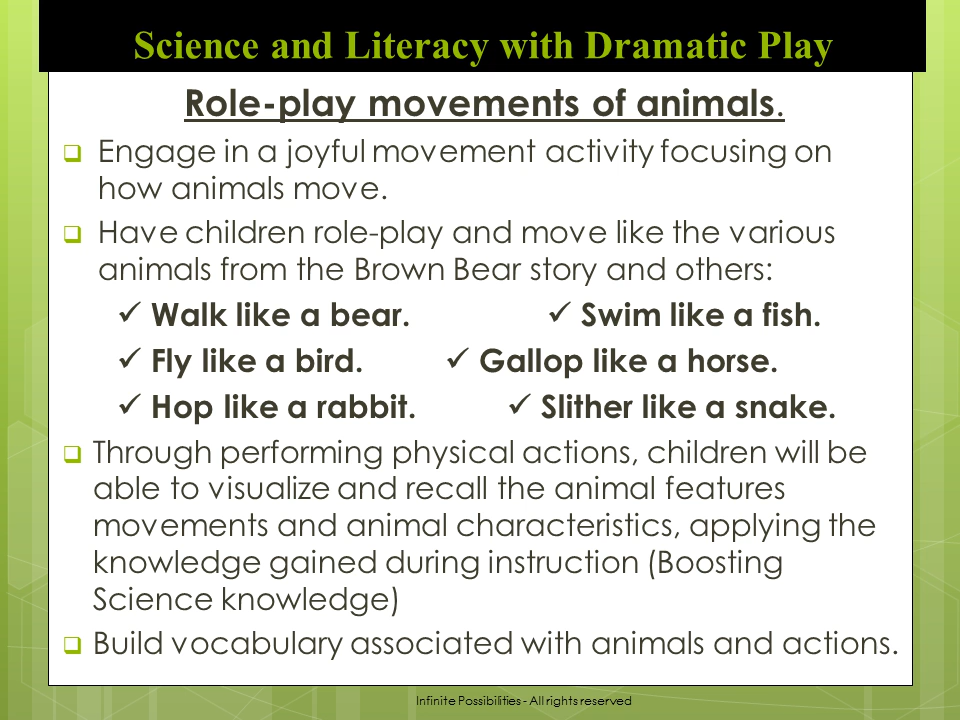 Science and Literacy with Dramatic Play
Role-play movements of animals.
❑ Engage in a joyful movement activity focusing on
how animals move.
❑ Have children role-play and move like the various
animals from the Brown Bear story and others:
✓ Walk like a bear. ✓ Swim like a fish.
✓ Fly like a bird. ✓ Gallop like a horse.
✓ Hop like a rabbit. ✓ Slither like a snake.
❑ Through performing physical actions, children will be
able to visualize and recall the animal features
movements and animal characteristics, applying the
knowledge gained during instruction (Boosting
Science knowledge)
❑ Build vocabulary associated with animals and actions.
Infinite Possibilities - All rights reserved